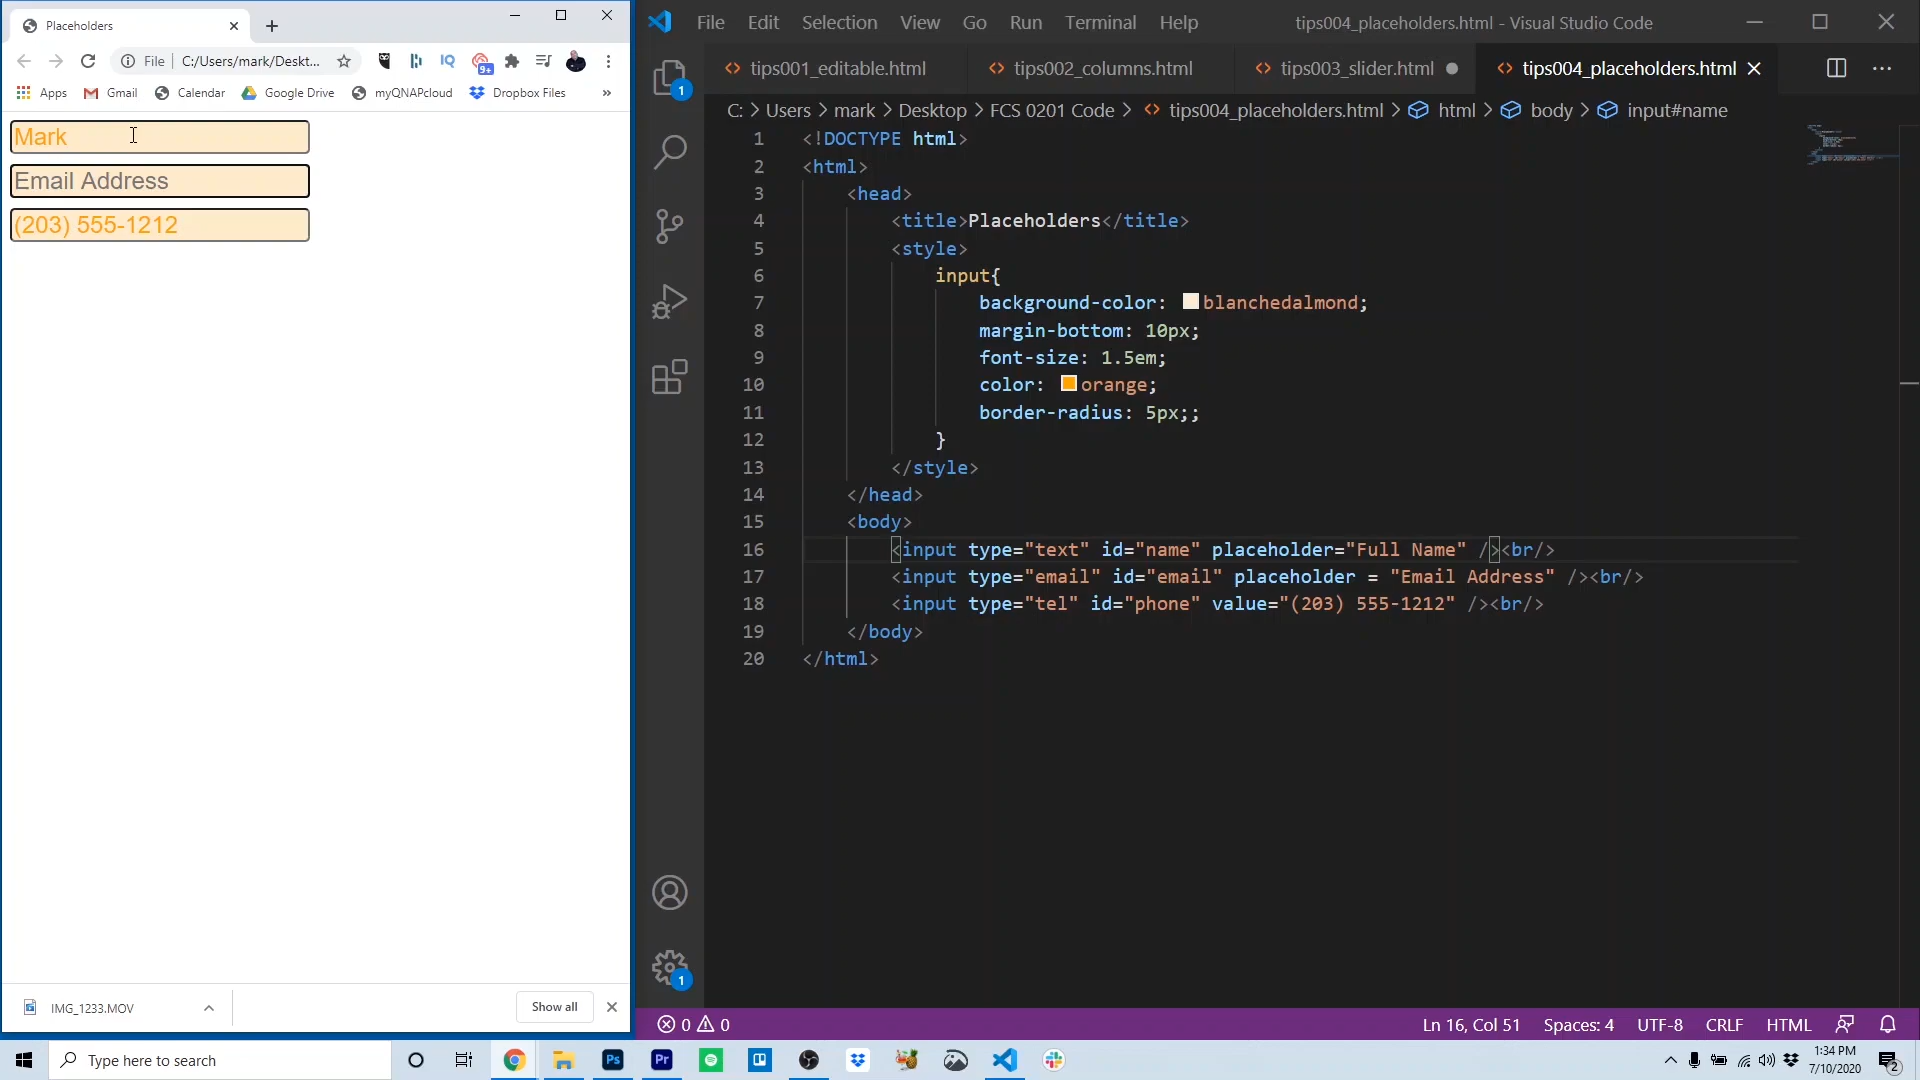 Placeholders
File C:/Users/mark/Deskt...
9+
Apps Gmail Calendar Google Drive myQNAPcloud Dropbox Files »
Mark
Email Address
(203) 555-1212
IMG_1233.MOV
Show all
File Edit Selection View Go Run Terminal Help
tips004_placeholders.html - Visual Studio Code
tips001_editable.html tips002_columns.html tips003_slider.html tips004_placeholders.html
C: > Users > mark > Desktop > FCS 0201 Code > tips004_placeholders.html > html > body > input#name
1
1 <!DOCTYPE html>
2 <html>
3 <head>
4 <title>Placeholders</title>
5 <style>
6 input{
7 background-color: blanchedalmond;
8 margin-bottom: 10px;
9 font-size: 1.5em;
10 color: orange;
11 border-radius: 5px;;
12 }
13 </style>
14 </head>
15 <body>
16 <input type="text" id="name" placeholder="Full Name" /><br/>
17 <input type="email" id="email" placeholder = "Email Address" /><br/>
18 <input type="tel" id="phone" value="(203) 555-1212" /><br/>
19 </body>
20 </html>
1
0 0
Ln 16, Col 51 Spaces: 4 UTF-8 CRLF HTML
Type here to search
Ps Pr
1:34 PM
7/10/2020
2